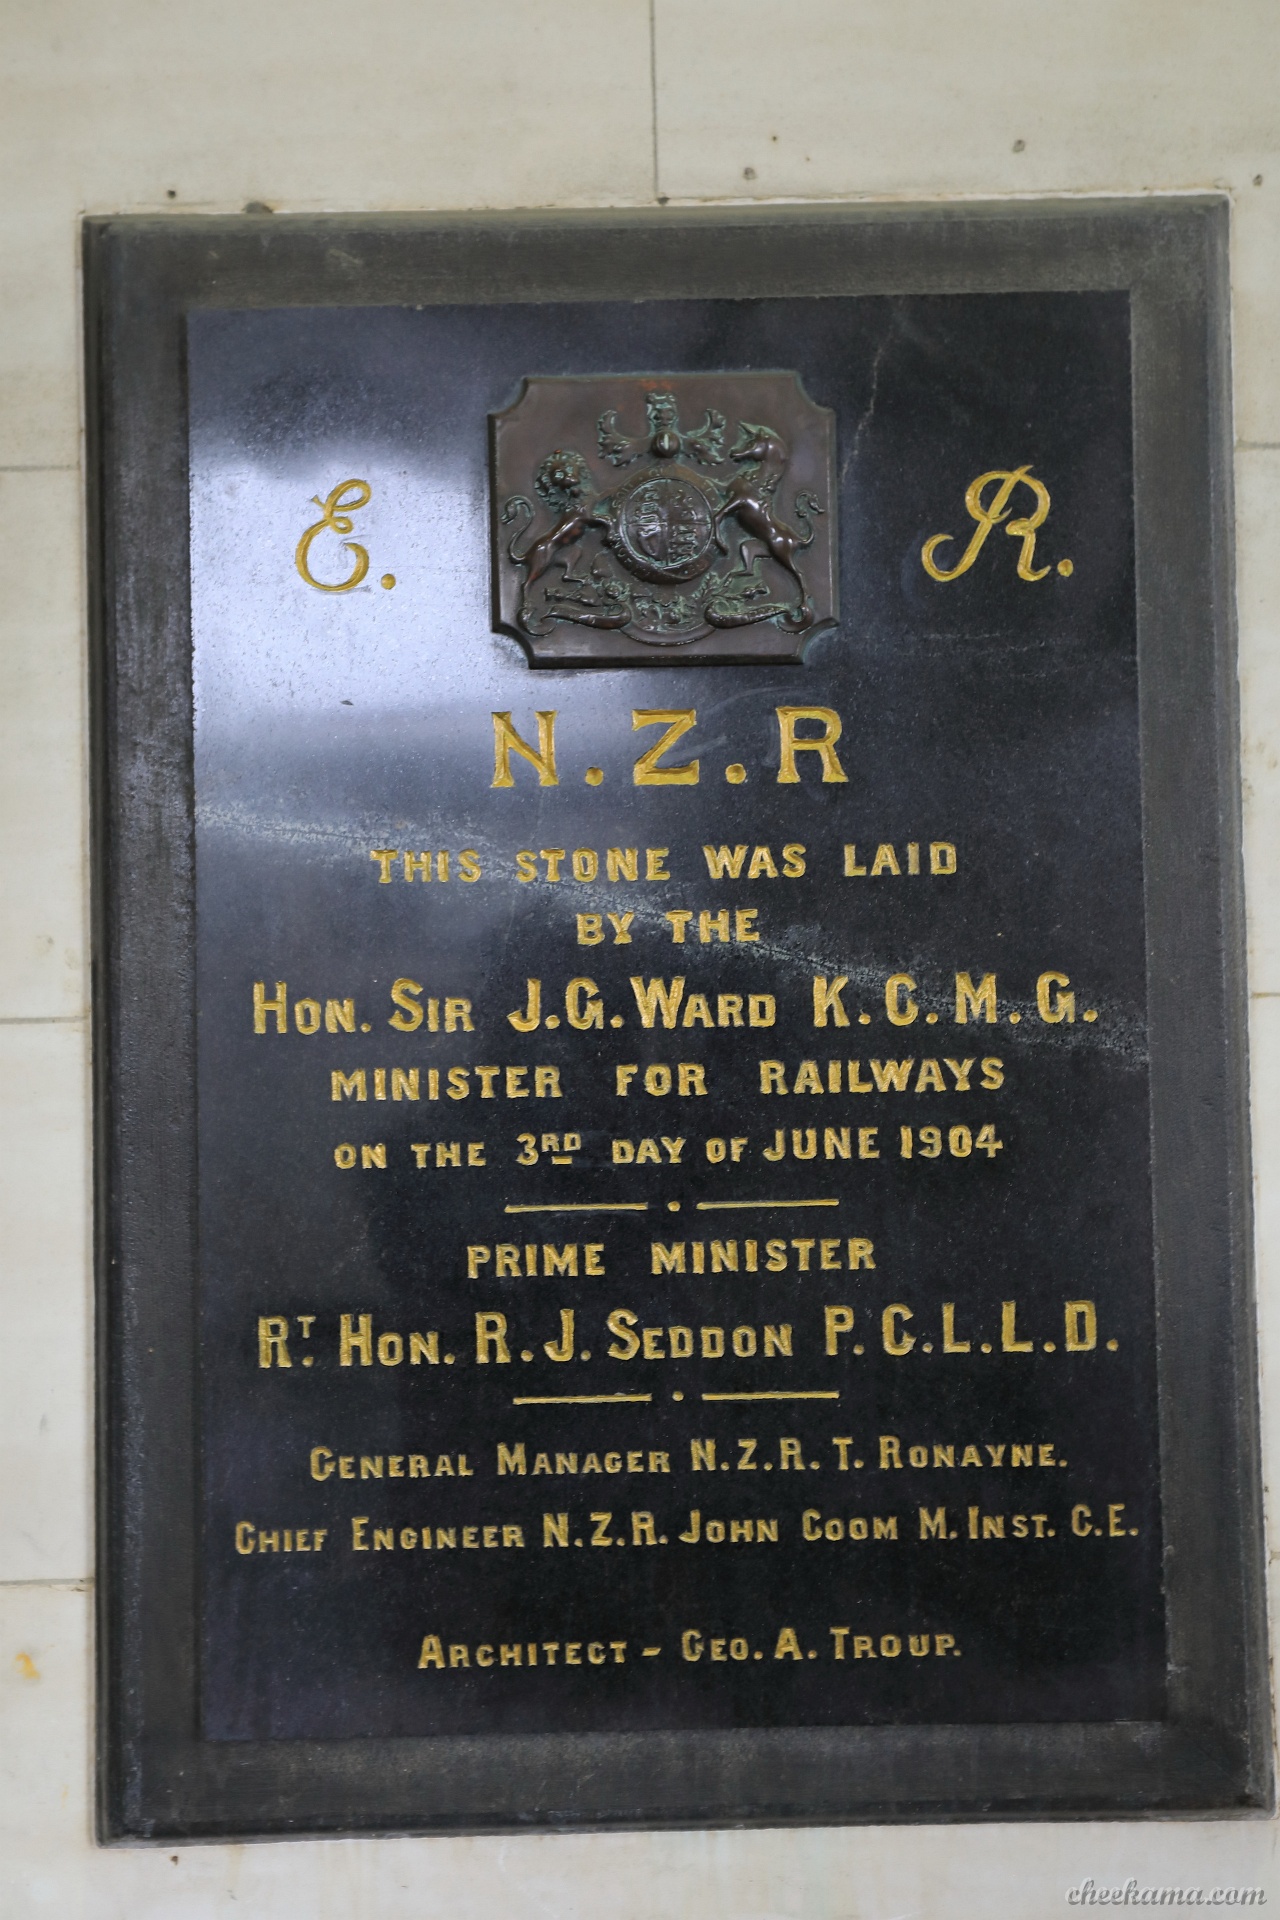 E. R.
N.Z.R
THIS STONE WAS LAID
BY THE
HON. SIR J.G. WARD K.C.M.G.
MINISTER FOR RAILWAYS
ON THE 3RD DAY OF JUNE 1904
PRIME MINISTER
RT. HON. R.J. SEDDON P.C.L.L.D.
GENERAL MANAGER N.Z.R. T. RONAYNE.
CHIEF ENGINEER N.Z.R. JOHN COOM M. INST. C.E.
ARCHITECT - GEO. A. TROUP.
cheekama.com